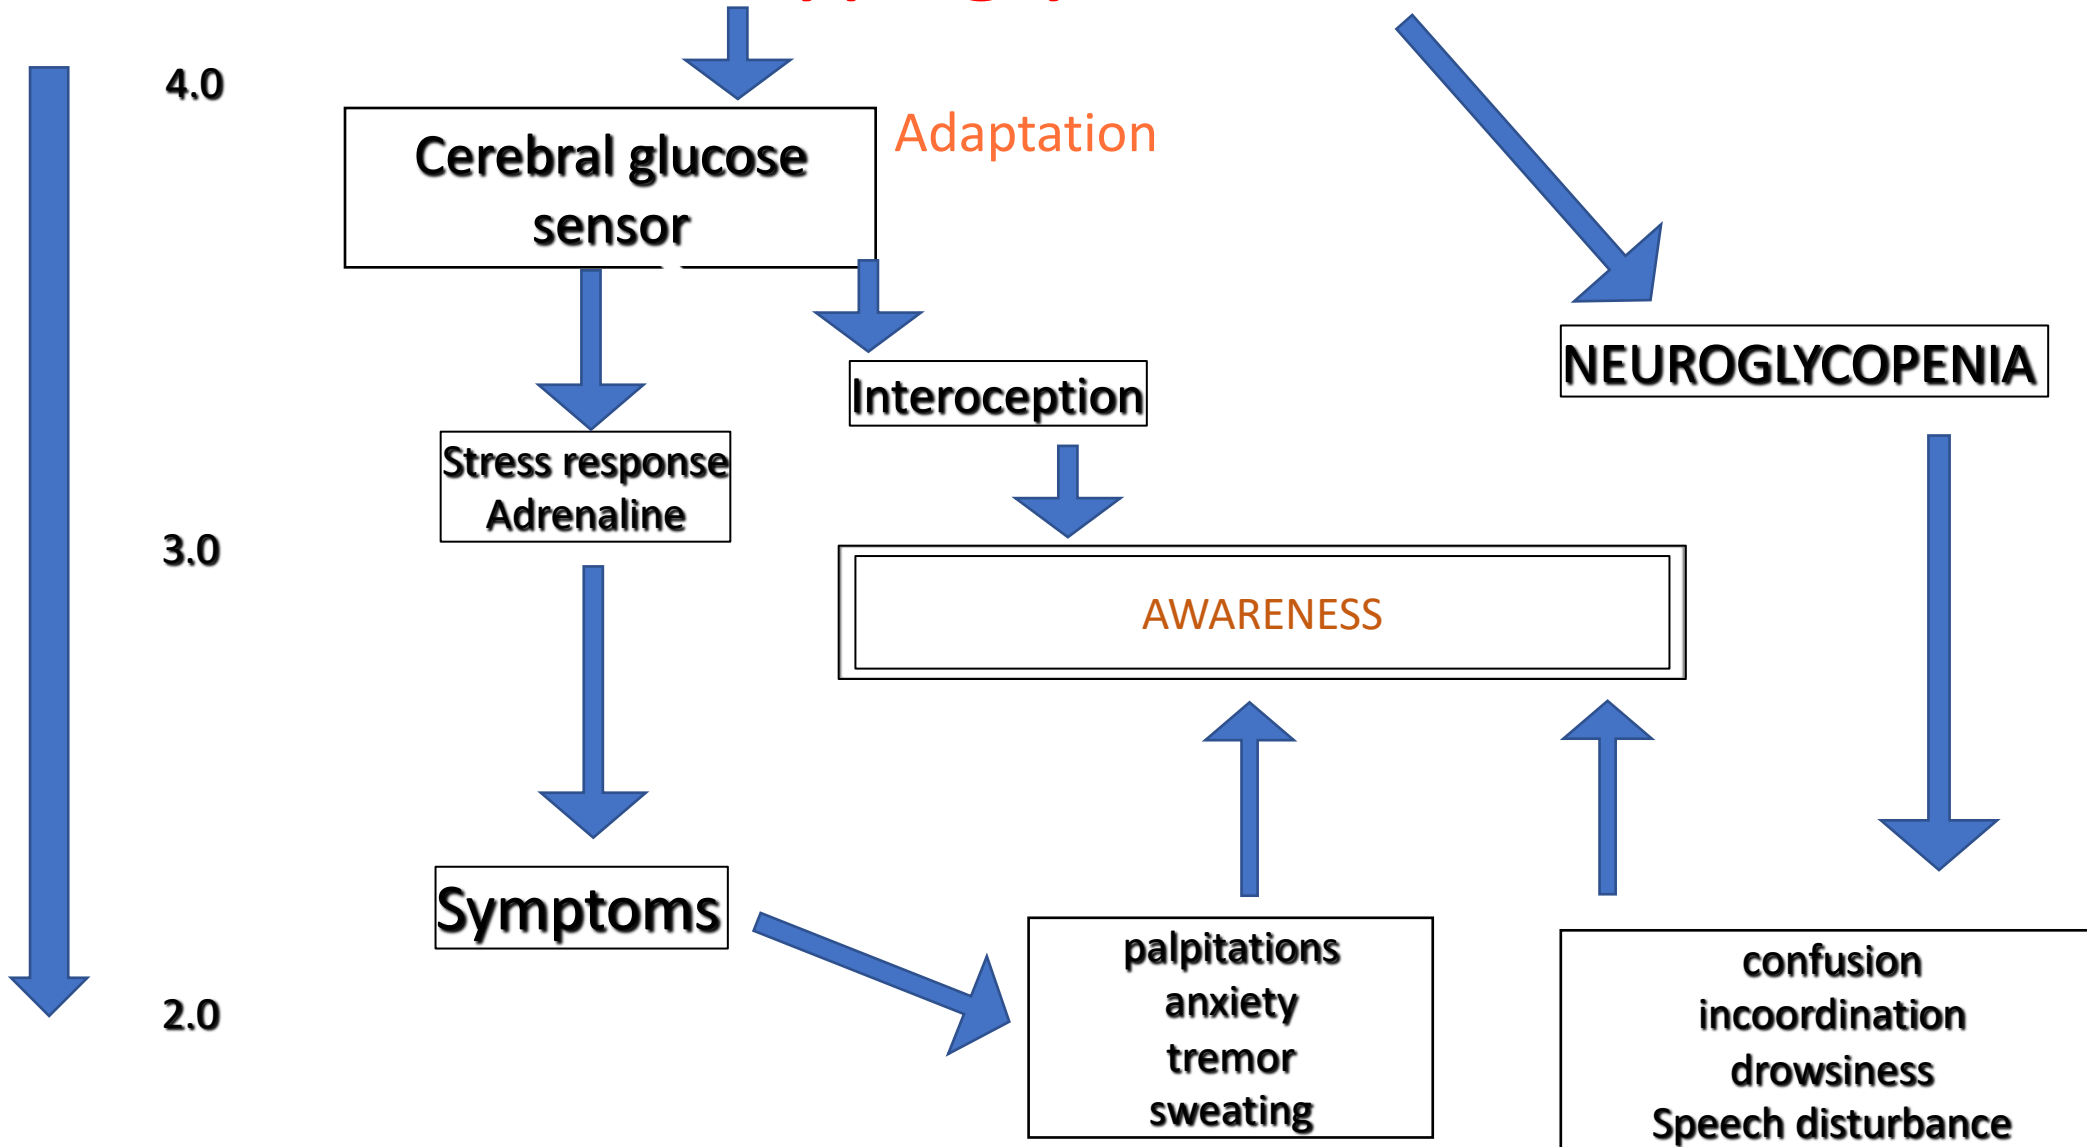 4.0
Cerebral glucose
sensor
Adaptation
NEUROGLYCOPENIA
Interoception
Stress response
Adrenaline
3.0
AWARENESS
Symptoms
2.0
palpitations
anxiety
tremor
sweating
confusion
incoordination
drowsiness
Speech disturbance